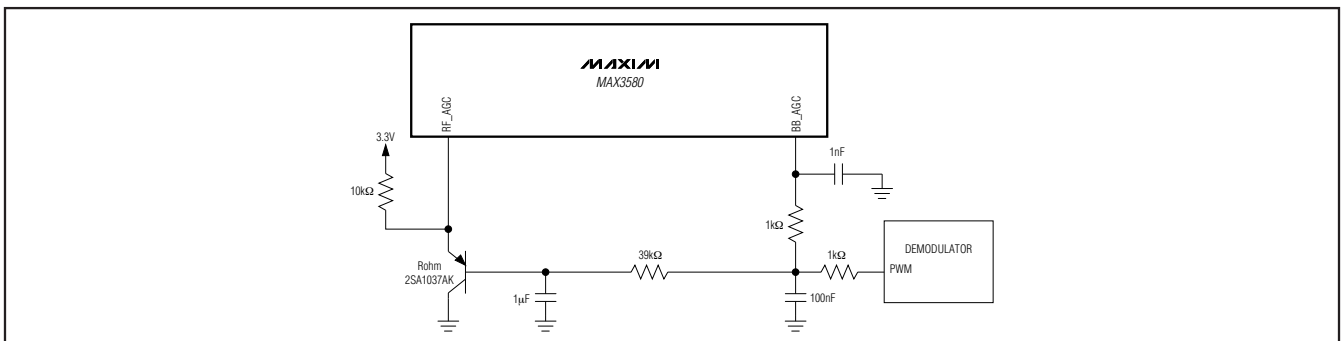 MAXIM
MAX3580
RF_AGC
BB_AGC
3.3V
1nF
10kΩ
1kΩ
DEMODULATOR
39kΩ
1kΩ
PWM
Rohm
2SA1037AK
1µF
100nF